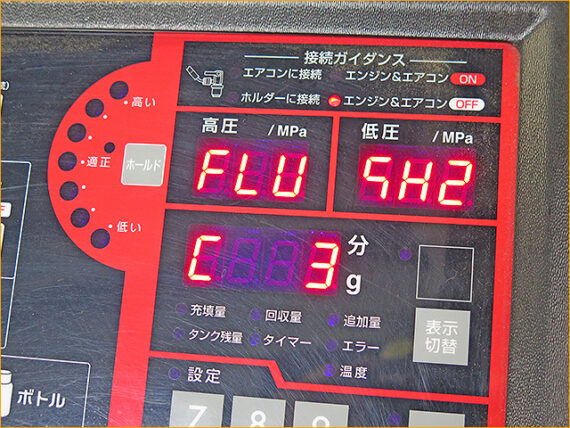 接続ガイダンス
エアコンに接続 エンジン&エアコン ON
ホルダーに接続 エンジン&エアコン OFF
高い
適正
低い
ホールド
高圧 /MPa
低圧 /MPa
FLU
SH2
C 3 分
g
充填量 回収量 追加量
タンク残量 タイマー エラー
温度
表示
切替
設定
7 8 9
ボトル